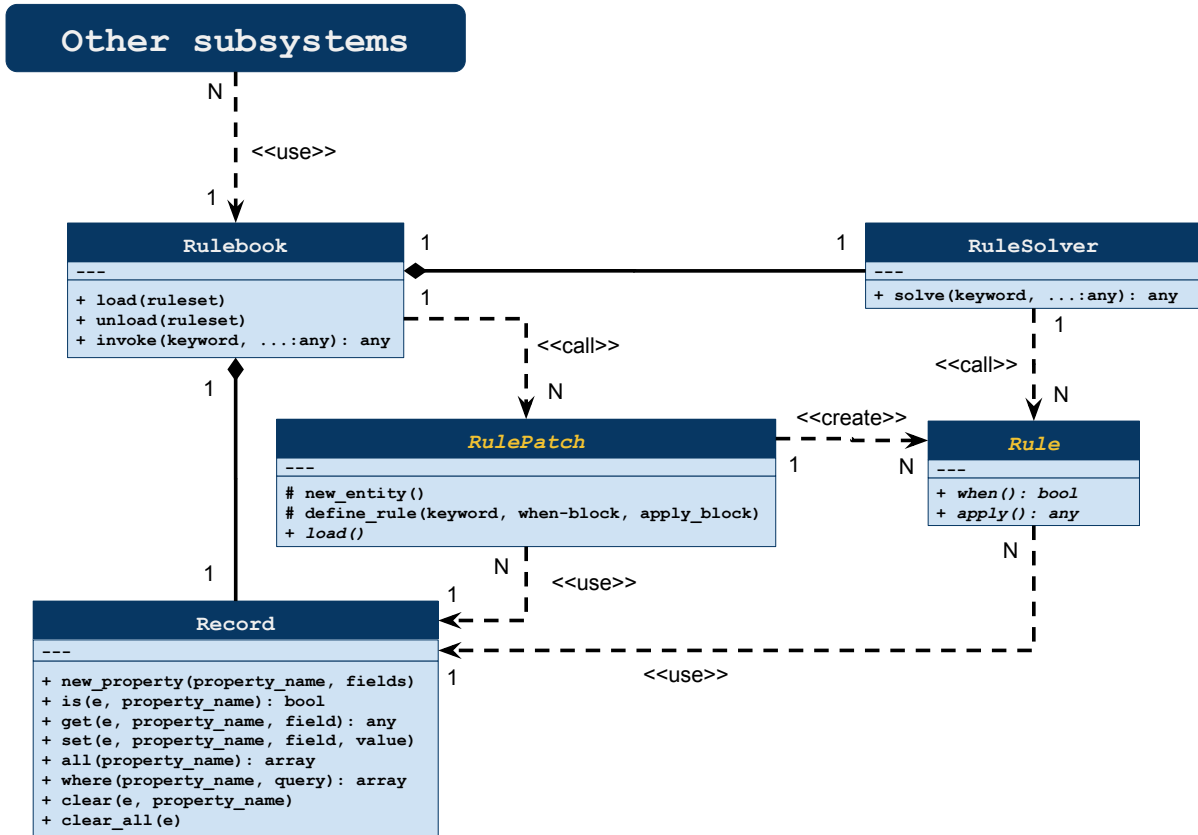 Other subsystems
N
<<use>>
1
Rulebook
---
+ load(ruleset)
+ unload(ruleset)
+ invoke(keyword, ...:any): any
1
1
RuleSolver
---
+ solve(keyword, ...:any): any
1
<<call>>
N
1
<<call>>
N
1
1
RulePatch
---
# new_entity()
# define_rule(keyword, when-block, apply_block)
+ load()
<<create>>
1
N
Rule
---
+ when(): bool
+ apply(): any
N
<<use>>
1
N
<<use>>
1
Record
---
+ new_property(property_name, fields)
+ is(e, property_name): bool
+ get(e, property_name, field): any
+ set(e, property_name, field, value)
+ all(property_name): array
+ where(property_name, query): array
+ clear(e, property_name)
+ clear_all(e)